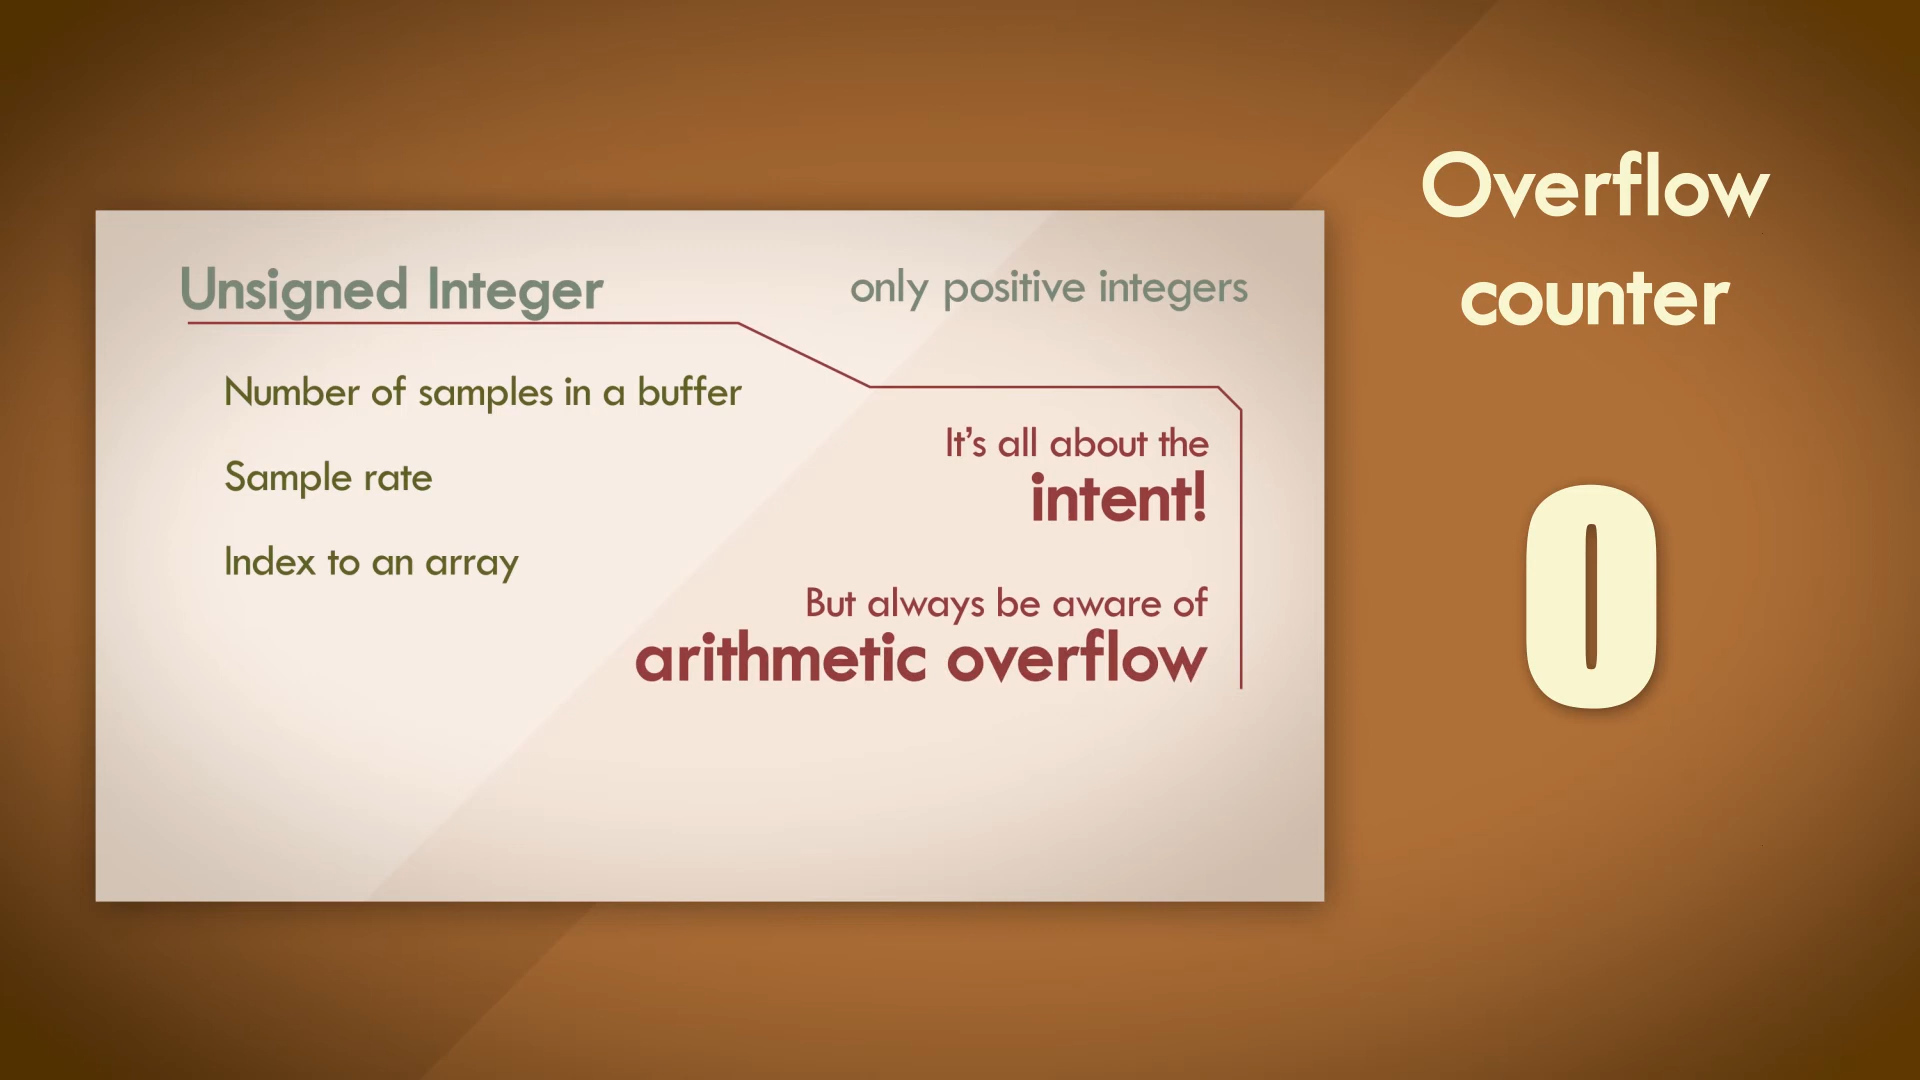 Unsigned Integer
only positive integers
Number of samples in a buffer
Sample rate
Index to an array
It’s all about the
intent!
But always be aware of
arithmetic overflow
Overflow
counter
0